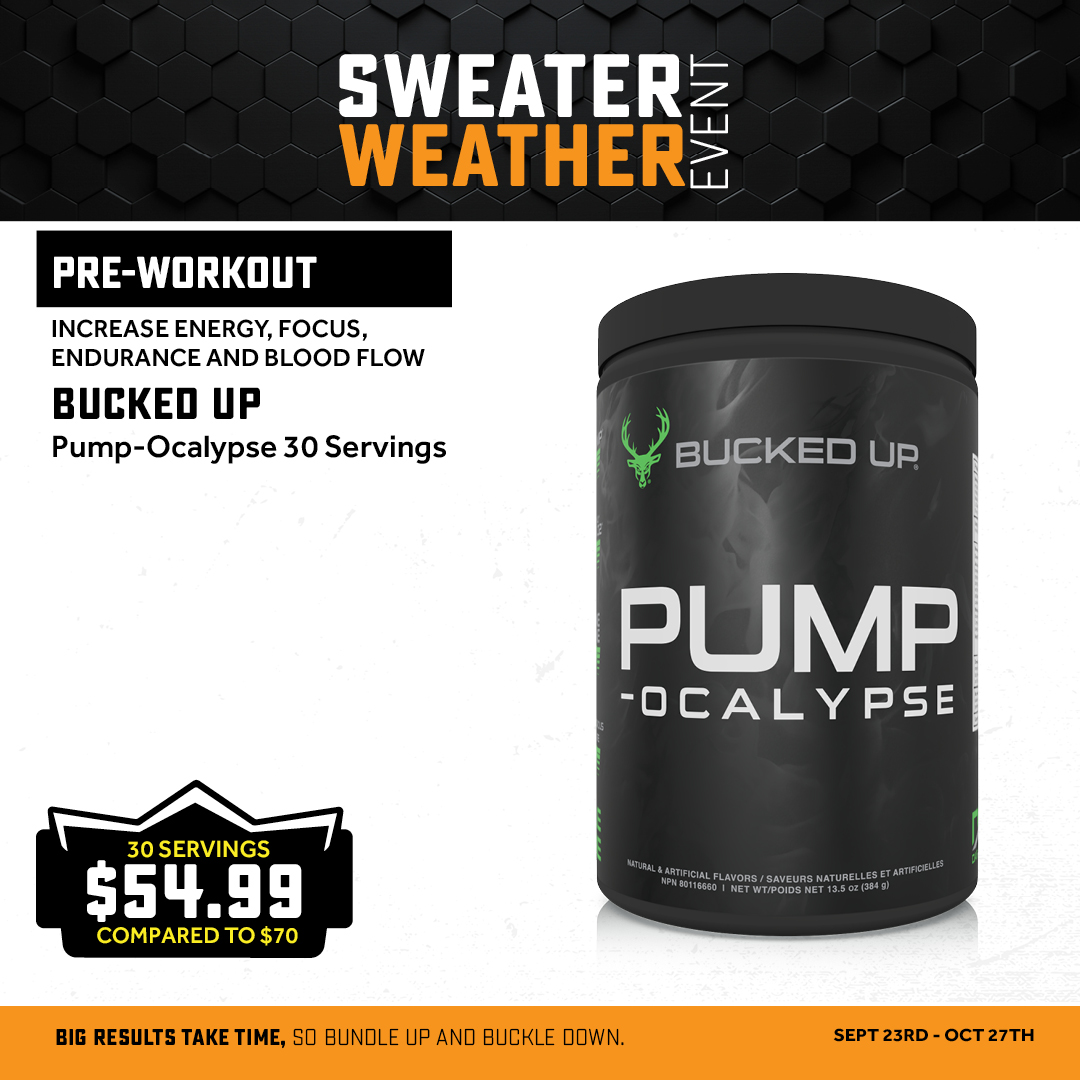 SWEATER
WEATHER
EVENT
PRE-WORKOUT
INCREASE ENERGY, FOCUS,
ENDURANCE AND BLOOD FLOW
BUCKED UP
Pump-Ocalypse 30 Servings
BUCKED UP®
PUMP
-OCALYPSE
NATURAL & ARTIFICIAL FLAVORS / SAVEURS NATURELLES ET ARTIFICIELLES
NPN 80116660 | NET WT/POIDS NET 13.5 oz (384 g)
30 SERVINGS
$54.99
COMPARED TO $70
BIG RESULTS TAKE TIME, SO BUNDLE UP AND BUCKLE DOWN.
SEPT 23RD - OCT 27TH